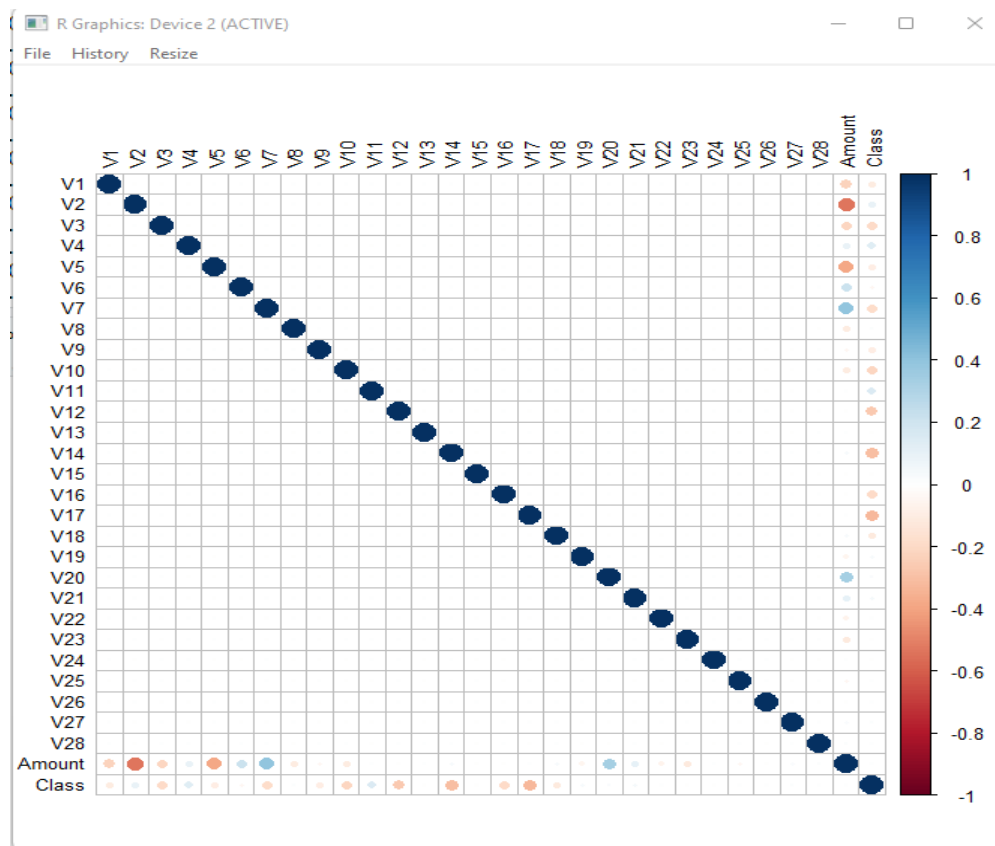 R Graphics: Device 2 (ACTIVE)
File History Resize
V1 V2 V3 V4 V5 V6 V7 V8 V9 V10 V11 V12 V13 V14 V15 V16 V17 V18 V19 V20 V21 V22 V23 V24 V25 V26 V27 V28 Amount Class
V1
V2
V3
V4
V5
V6
V7
V8
V9
V10
V11
V12
V13
V14
V15
V16
V17
V18
V19
V20
V21
V22
V23
V24
V25
V26
V27
V28
Amount
Class
1
0.8
0.6
0.4
0.2
0
-0.2
-0.4
-0.6
-0.8
-1